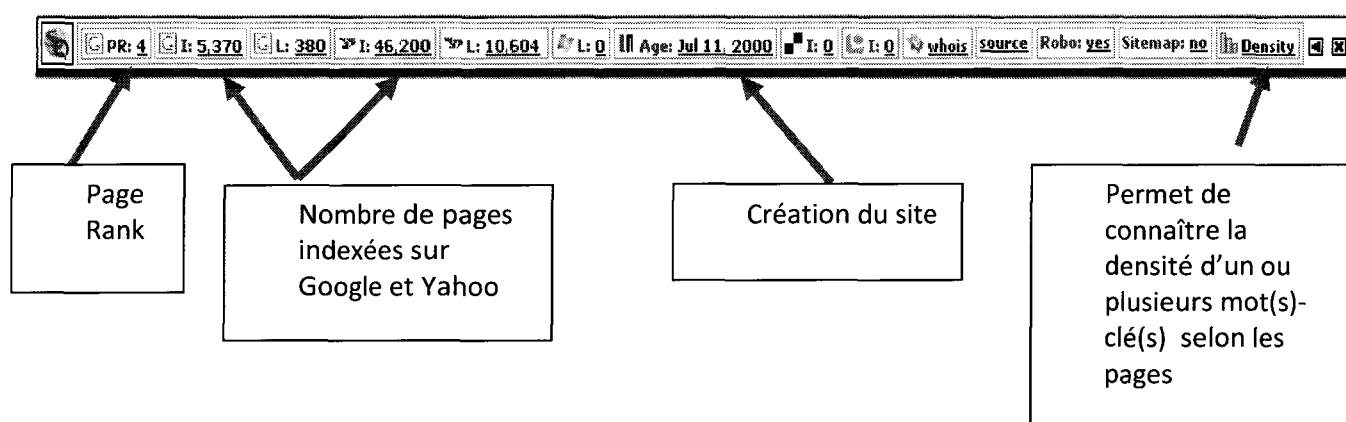 PR: 4 I: 5,370 L: 380 I: 46,200 L: 10,604 L: 0 Age: Jul 11, 2000 I: 0 I: 0 whois source Robo: yes Sitemap: no Density
Page
Rank
Nombre de pages
indexées sur
Google et Yahoo
Création du site
Permet de
connaître la
densité d'un ou
plusieurs mot(s)-
clé(s) selon les
pages